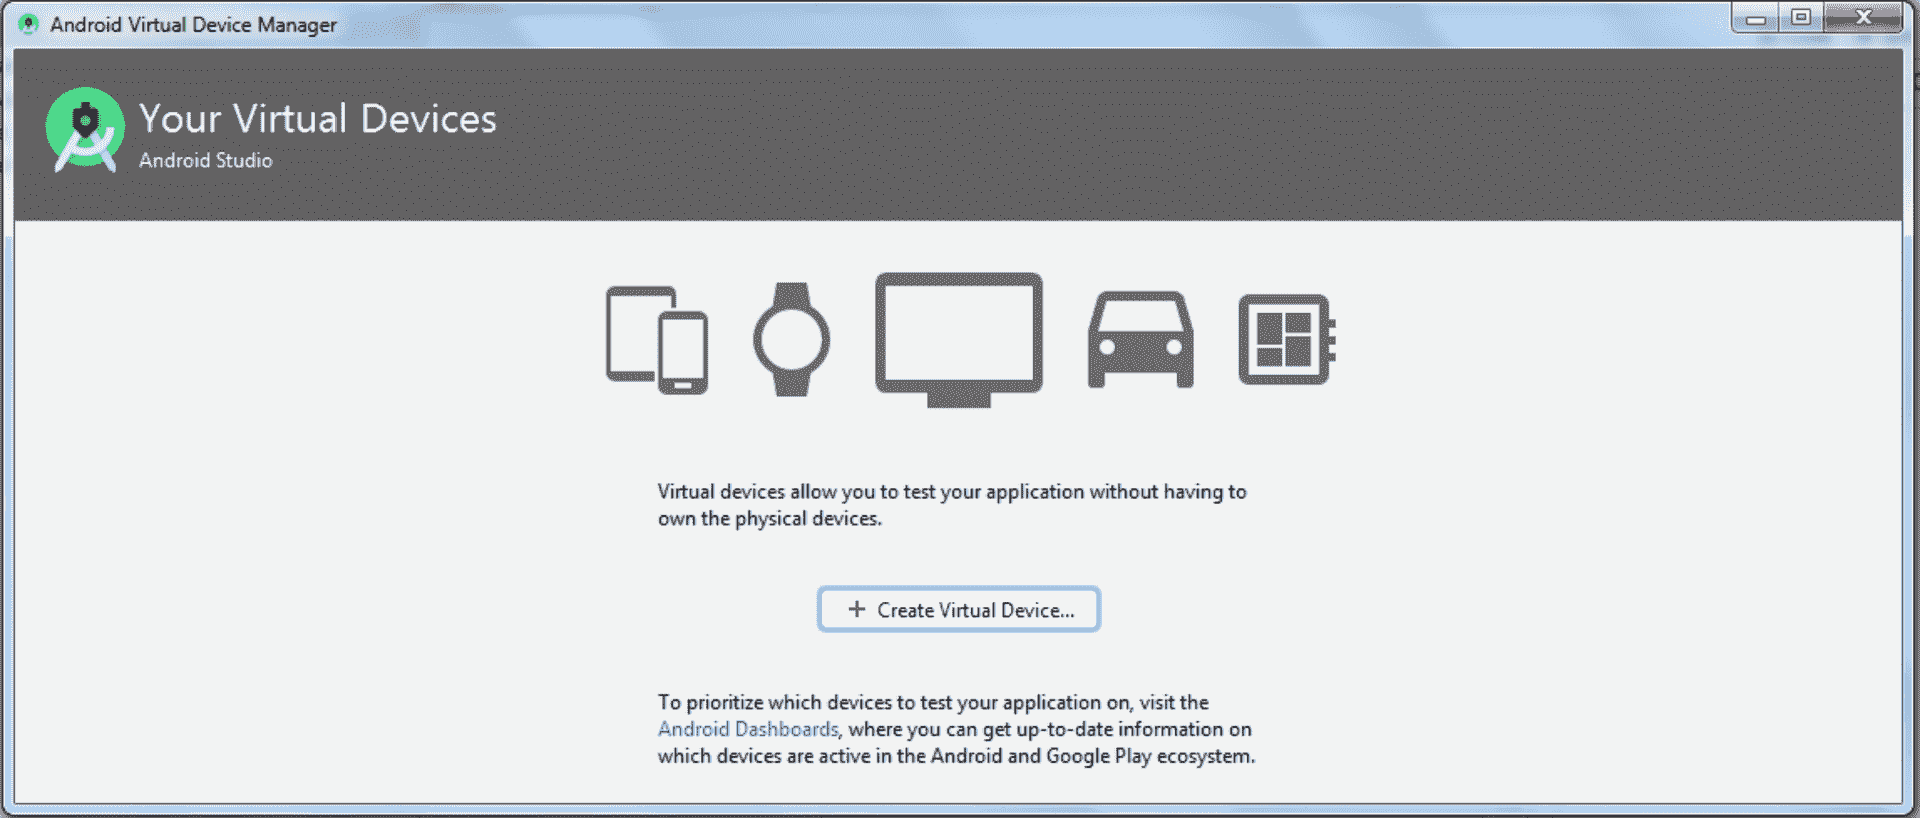 Android Virtual Device Manager
Your Virtual Devices
Android Studio
Virtual devices allow you to test your application without having to
own the physical devices.
+ Create Virtual Device...
To prioritize which devices to test your application on, visit the
Android Dashboards, where you can get up-to-date information on
which devices are active in the Android and Google Play ecosystem.